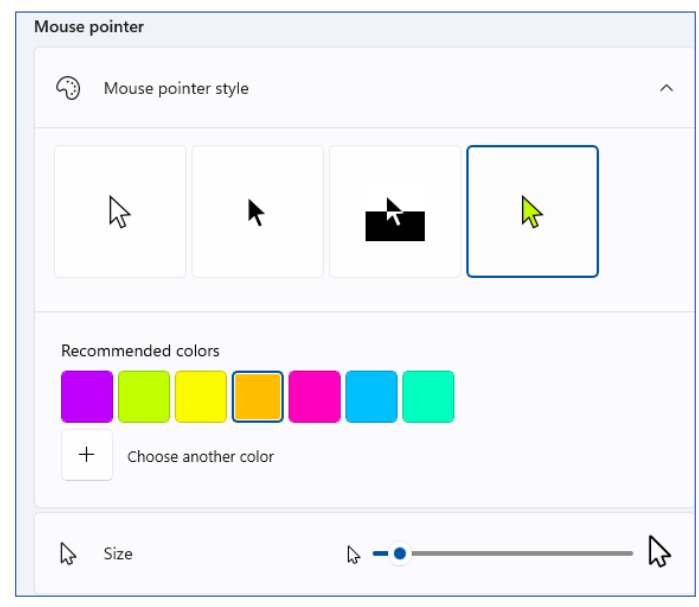 Mouse pointer
Mouse pointer style
Recommended colors
Choose another color
Size